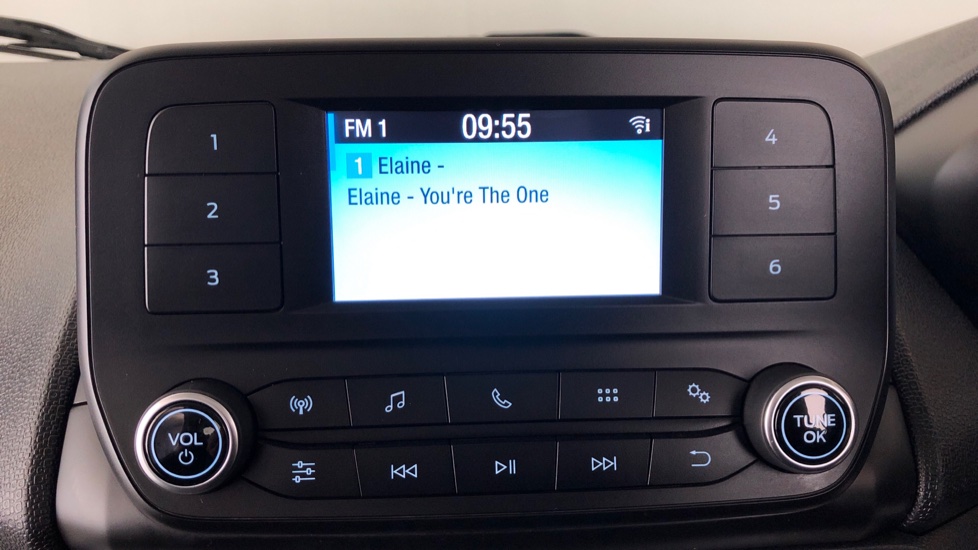 FM 1 09:55
1 Elaine -
Elaine - You're The One
1
2
3
4
5
6
VOL
TUNE
OK